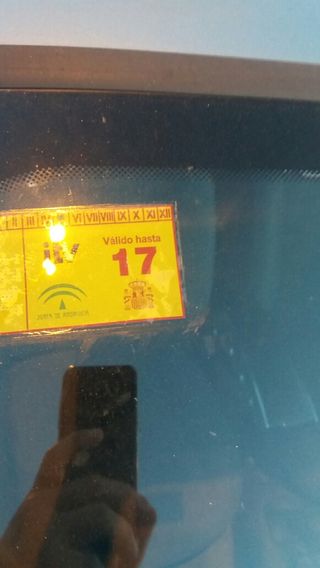 II III IV V VI VII VIII IX X XI XII
itv
Válido hasta
17
JUNTA DE ANDALUCIA